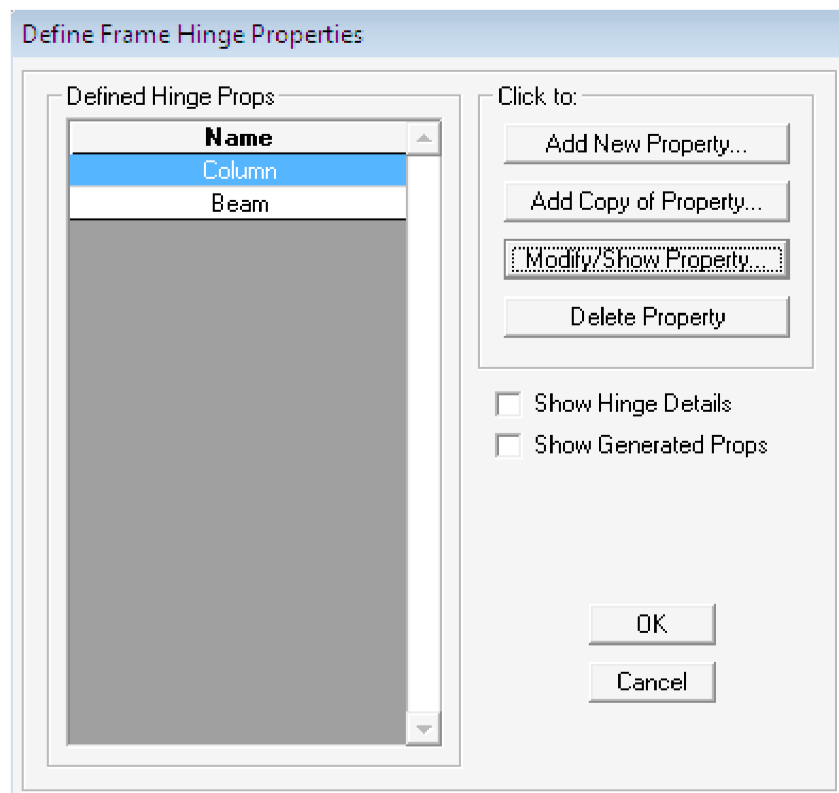 Define Frame Hinge Properties
Defined Hinge Props
Name
Column
Beam
Click to:
Add New Property...
Add Copy of Property...
Modify/Show Property...
Delete Property
Show Hinge Details
Show Generated Props
OK
Cancel